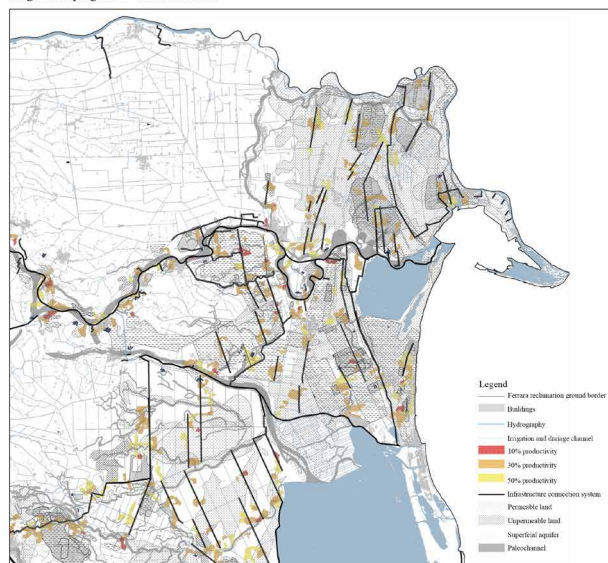 Legend
Ferrara reclamation ground border
Buildings
Hydrography
Irrigation and draiage channel
10% productivity
30% productivity
50% productivity
Infrastructure connection system
Permeable land
Unpermeable land
Superfeial aquifer
Paleochannel